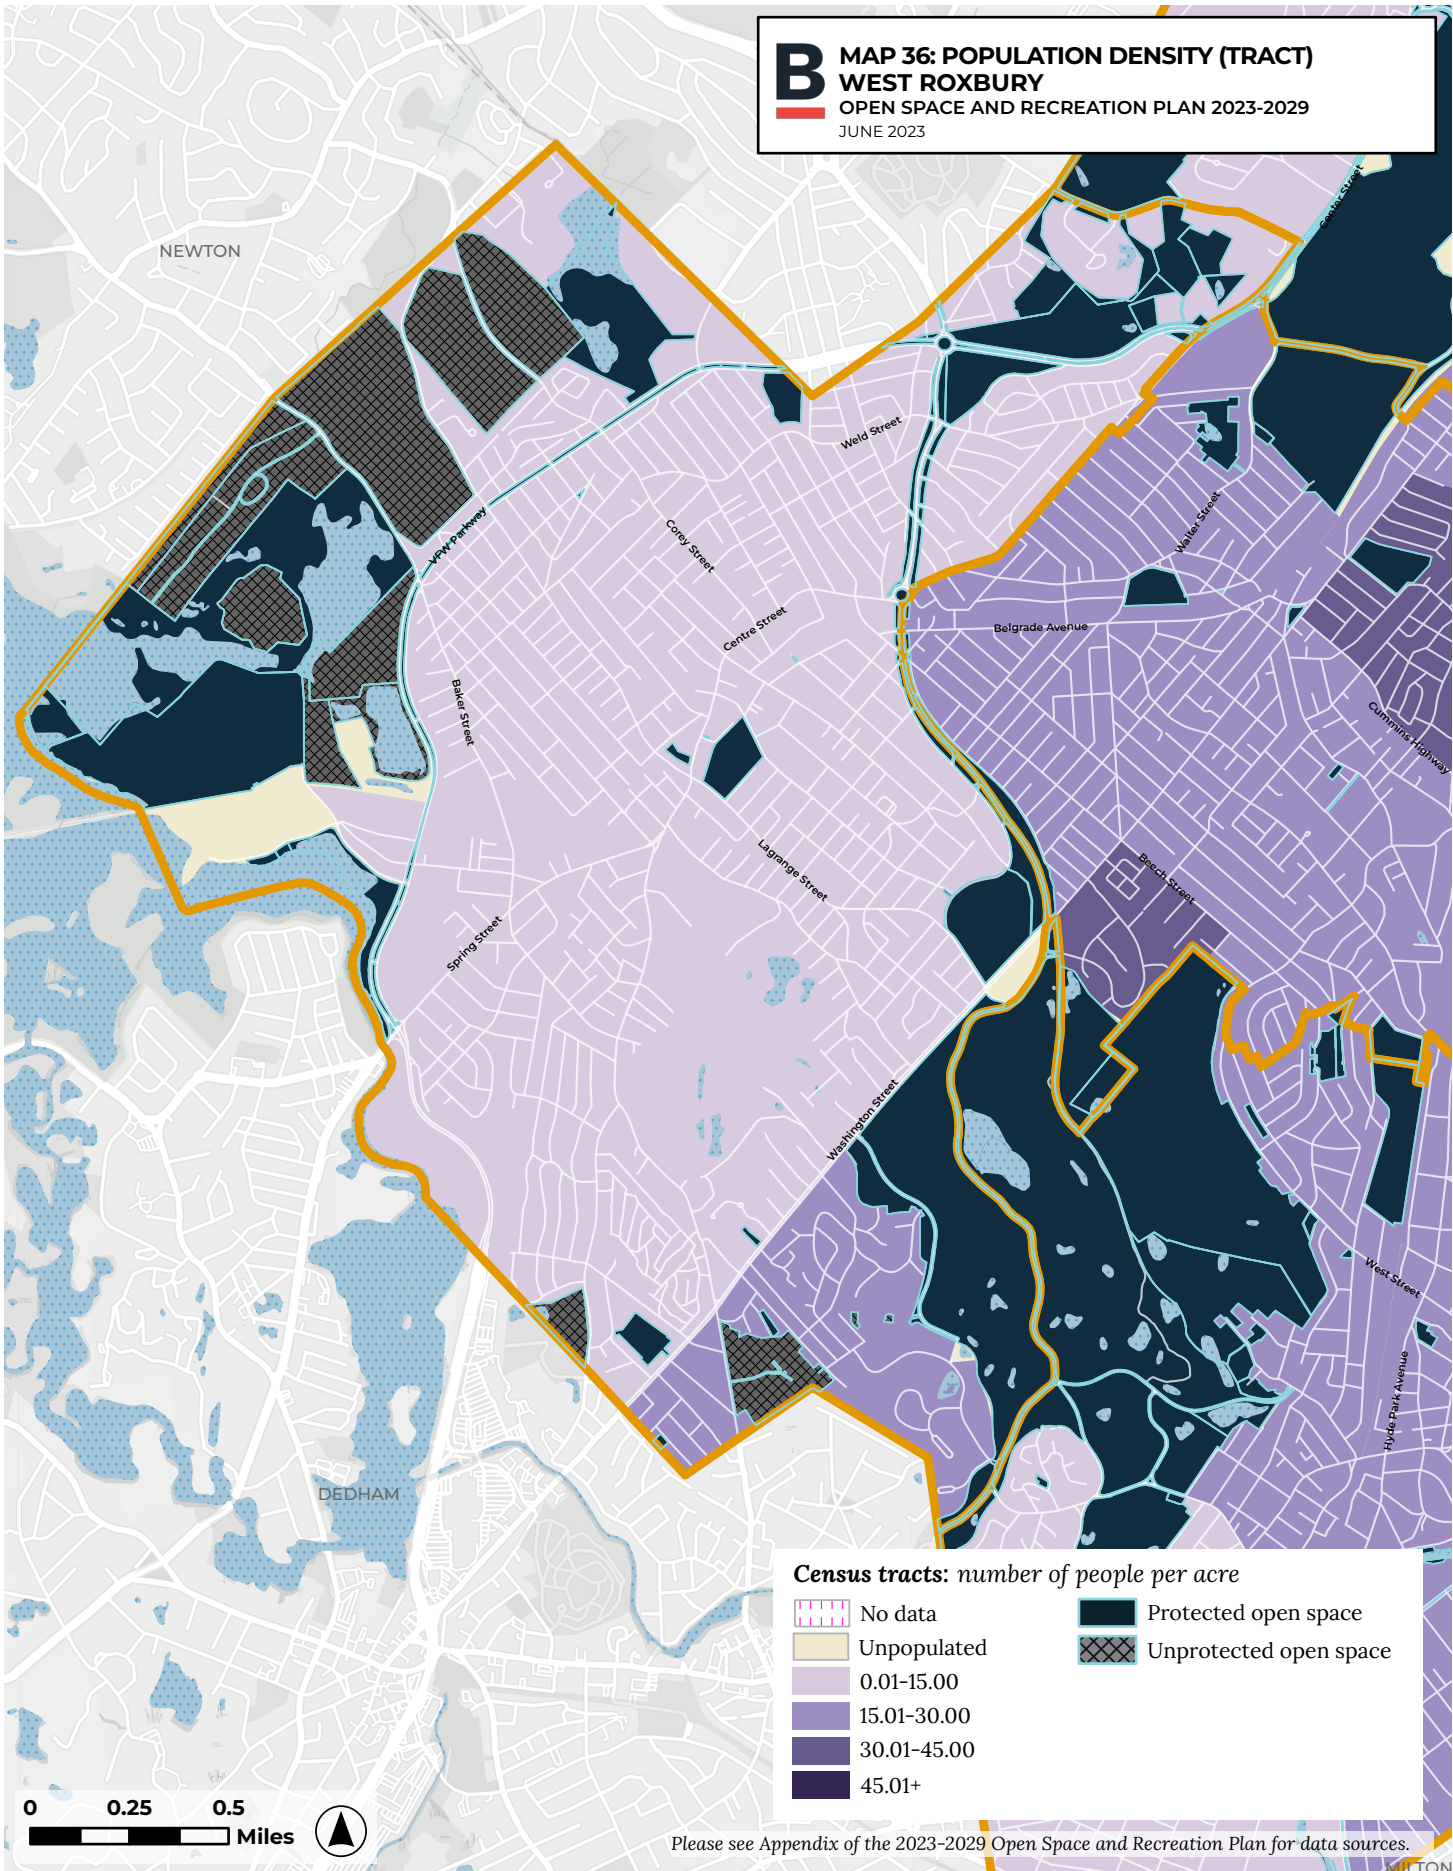 B
MAP 36: POPULATION DENSITY (TRACT)
WEST ROXBURY
OPEN SPACE AND RECREATION PLAN 2023-2029
JUNE 2023
Center Street
NEWTON
Weld Street
VFW Parkway
Corey Street
Walter Street
Centre Street
Belgrade Avenue
Baker Street
Cummins Highway
Lagrange Street
Beech Street
Spring Street
Washington Street
West Street
Hyde Park Avenue
DEDHAM
Census tracts: number of people per acre
No data
Unpopulated
0.01-15.00
15.01-30.00
30.01-45.00
45.01+
Protected open space
Unprotected open space
0 0.25 0.5
Miles
Please see Appendix of the 2023-2029 Open Space and Recreation Plan for data sources.